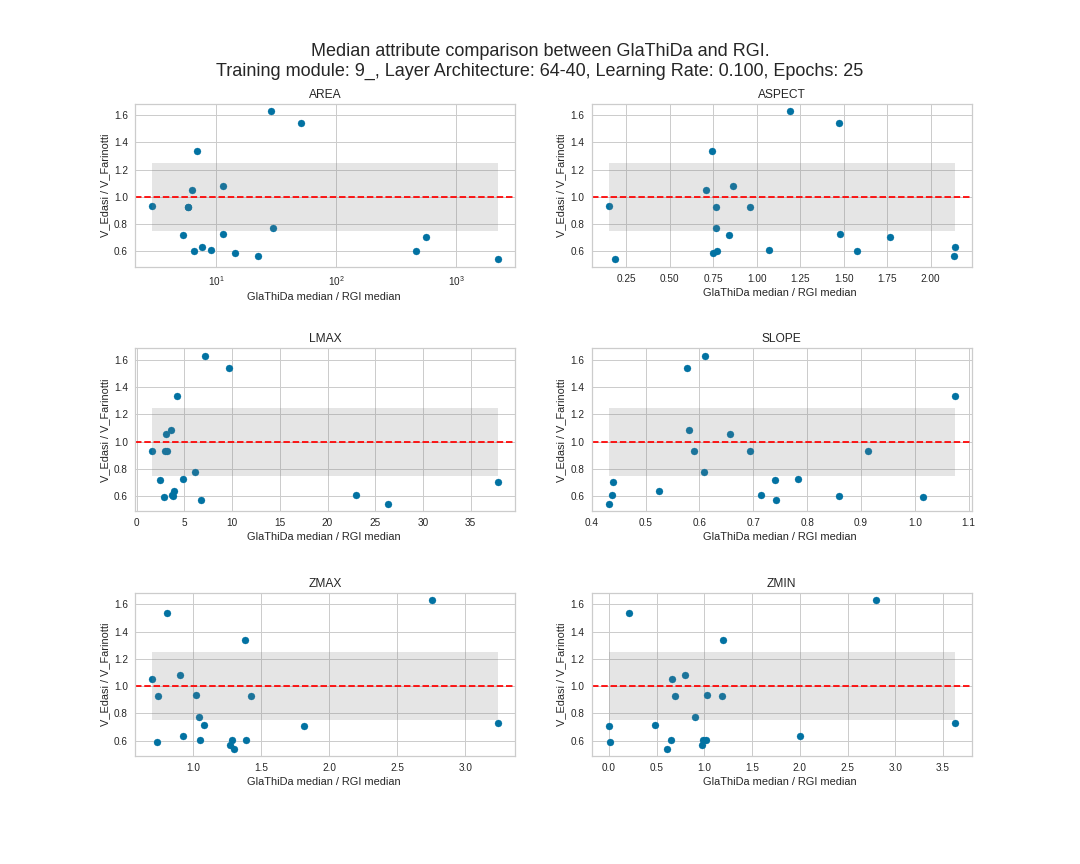 Median attribute comparison between GlaThiDa and RGI.
Training module: 9_, Layer Architecture: 64-40, Learning Rate: 0.100, Epochs: 25
AREA
V_Edasi / V_Farinotti
1.6
1.4
1.2
1.0
0.8
0.6
10^1 10^2 10^3
GlaThiDa median / RGI median
ASPECT
V_Edasi / V_Farinotti
1.6
1.4
1.2
1.0
0.8
0.6
0.25 0.50 0.75 1.00 1.25 1.50 1.75 2.00
GlaThiDa median / RGI median
LMAX
V_Edasi / V_Farinotti
1.6
1.4
1.2
1.0
0.8
0.6
0 5 10 15 20 25 30 35
GlaThiDa median / RGI median
SLOPE
V_Edasi / V_Farinotti
1.6
1.4
1.2
1.0
0.8
0.6
0.4 0.5 0.6 0.7 0.8 0.9 1.0 1.1
GlaThiDa median / RGI median
ZMAX
V_Edasi / V_Farinotti
1.6
1.4
1.2
1.0
0.8
0.6
1.0 1.5 2.0 2.5 3.0
GlaThiDa median / RGI median
ZMIN
V_Edasi / V_Farinotti
1.6
1.4
1.2
1.0
0.8
0.6
0.0 0.5 1.0 1.5 2.0 2.5 3.0 3.5
GlaThiDa median / RGI median